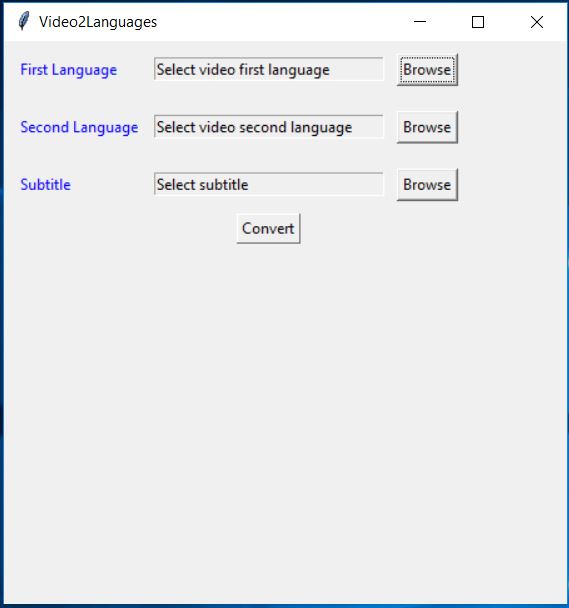 Video2Languages
First Language Select video first language Browse
Second Language Select video second language Browse
Subtitle Select subtitle Browse
Convert